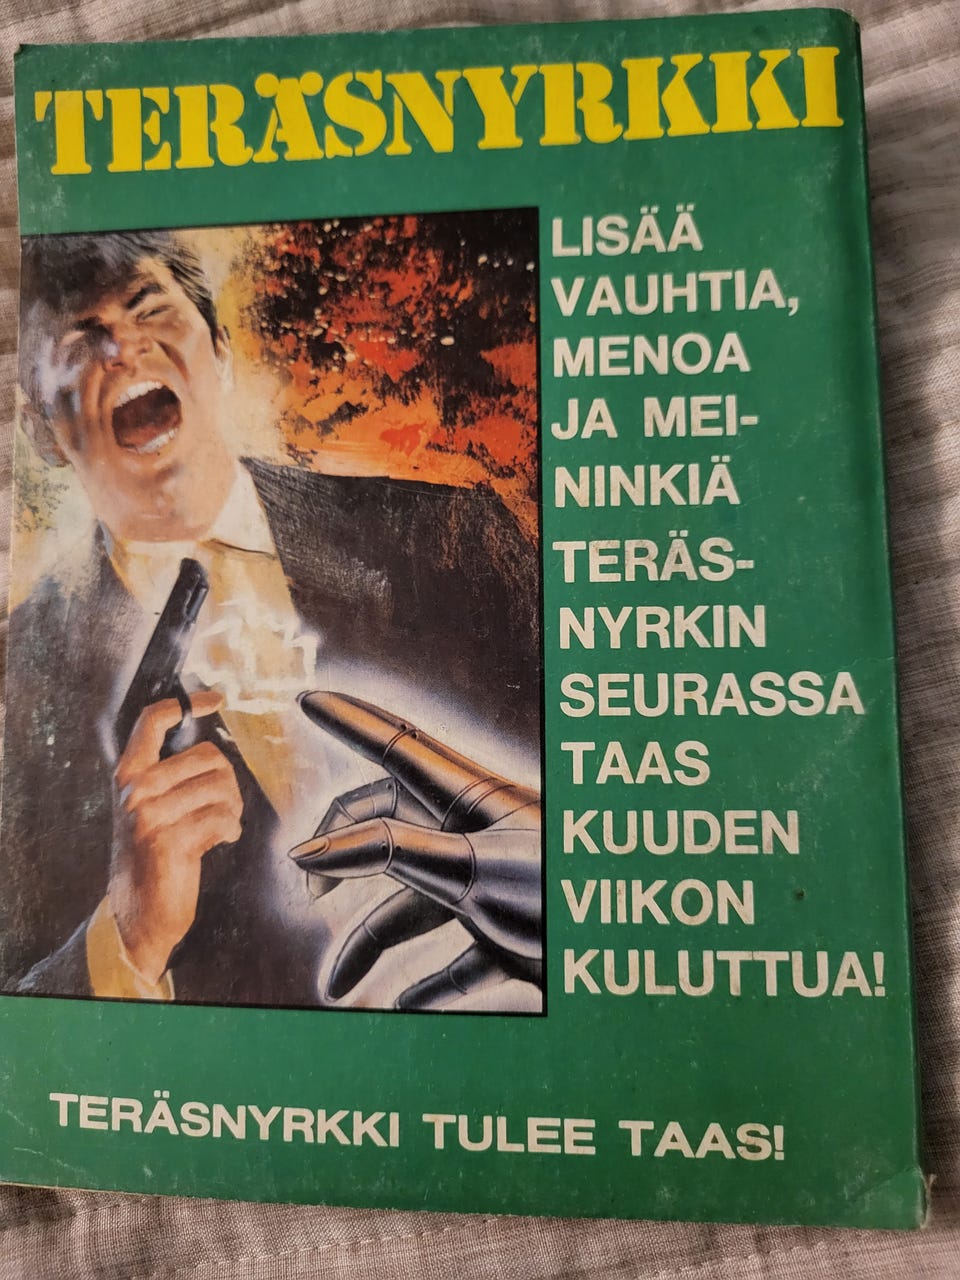 TERÄSNYRKKI
LISÄÄ
VAUHTIA,
MENOA
JA MEI-
NINKIÄ
TERÄS-
NYRKIN
SEURASSA
TAAS
KUUDEN
VIIKON
KULUTTUA!
TERÄSNYRKKI TULEE TAAS!